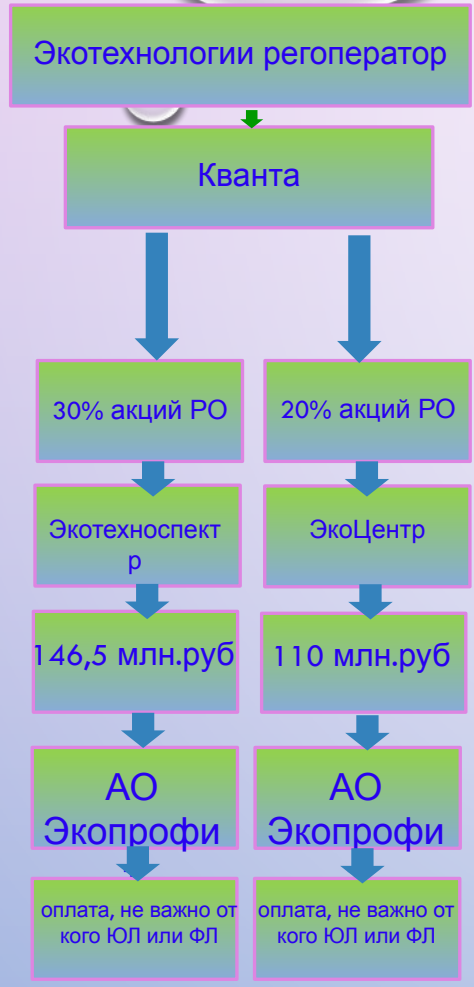 Экотехнологии регоператор
Кванта
30% акций РО
20% акций РО
Экотехноспект
р
ЭкоЦентр
146,5 млн.руб
110 млн.руб
АО
Экопрофи
АО
Экопрофи
оплата, не важно от
кого ЮЛ или ФЛ
оплата, не важно от
кого ЮЛ или ФЛ